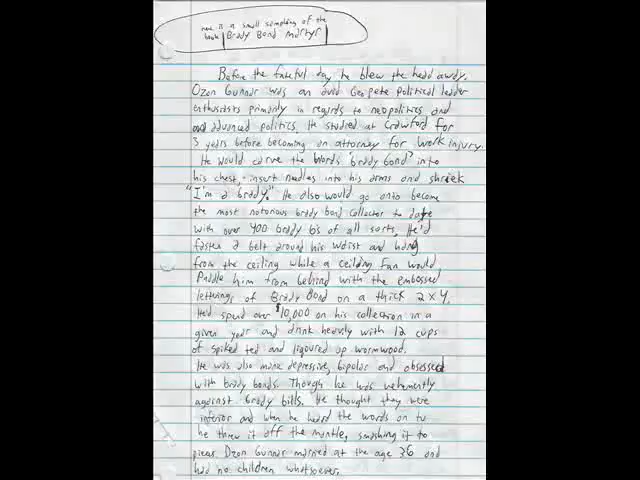 here is a small sampling of the
book | Brady Bond Martyr |
Before the fateful day he blew the head away.
Ozon Gunnar was an avid Geopete Political leader
enthusists primarily in regards to neopolitics and
advanced politics. He studied at Crawford for
3 years before becoming an attorney for work injury.
He would carve the words "brady bond" into
his chest, insert needles into his arms and shriek
"I'm a brady." He also would go onto become
the most notorious brady bond collector to date
with over 400 brady b's of all sorts. He'd
fasten a belt around his waist and hang
from the ceiling while a ceiling fan would
Paddle him from behind with the embossed
lettering of Brady Bond on a thick 2x4.
He'd spend over $10,000 on his collection in a
given year and drink heavily with 12 cups
of spiked tea and liqoured up wormwood.
He was also manic depressive, bipolar and obsessed
with brady bonds. Though he was vehemently
against brady bills. He thought they were
inferior and when he heard the words on tv
he threw it off the mantle, smashing it to
pieces. Ozon Gunnar married at the age 36 and
had no children whatsoever.